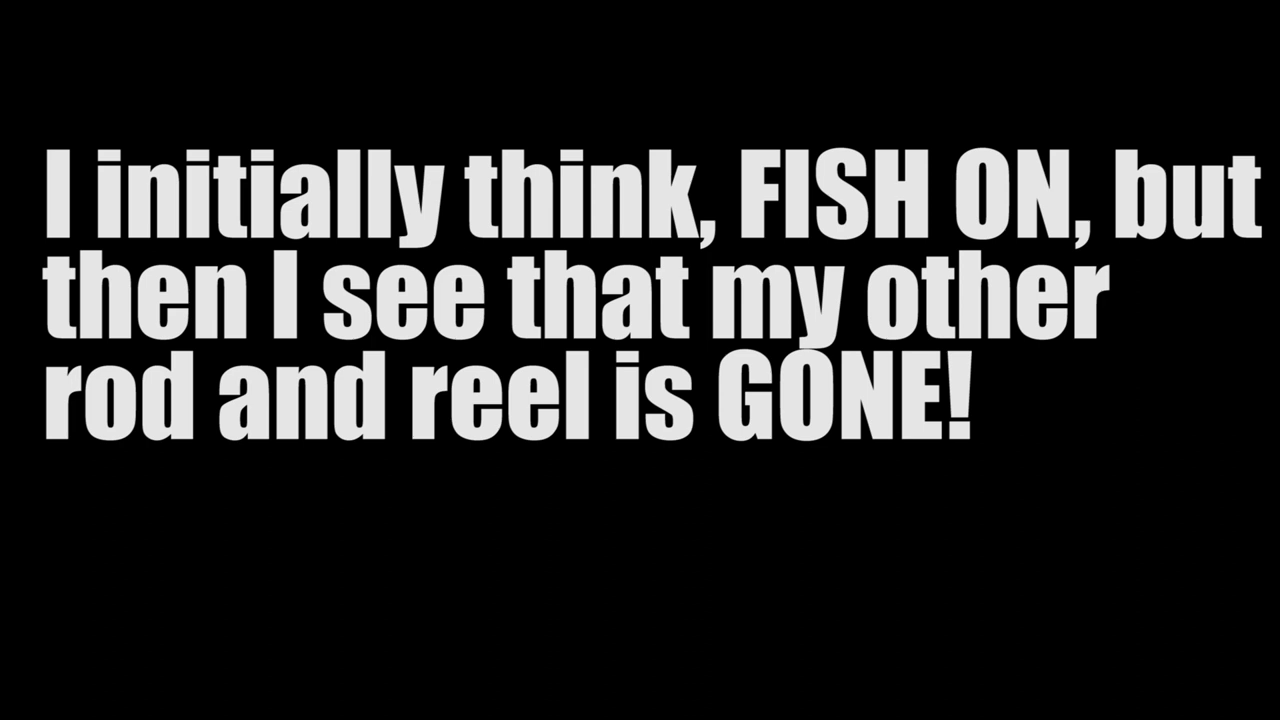 I initially think, FISH ON, but
then I see that my other
rod and reel is GONE!